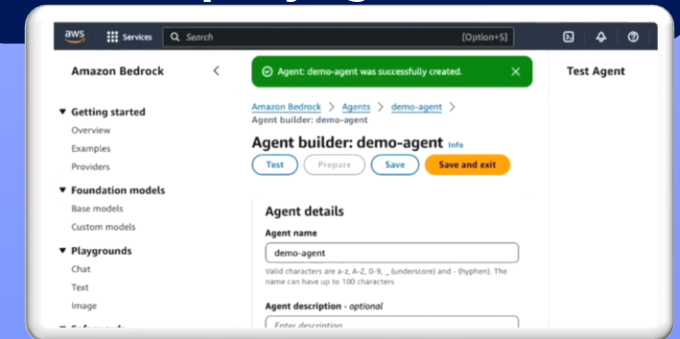 aws Services Search [Option+S]
Amazon Bedrock
Getting started
Overview
Examples
Providers
Foundation models
Base models
Custom models
Playgrounds
Chat
Text
Image
Agent: demo-agent was successfully created.
Amazon Bedrock > Agents > demo-agent >
Agent builder: demo-agent
Agent builder: demo-agent Info
Test Prepare Save Save and exit
Agent details
Agent name
demo-agent
Valid characters are a-z, A-Z, 0-9, _ (underscore) and - (hyphen). The
name can have up to 100 characters.
Agent description - optional
Enter description
Test Agent